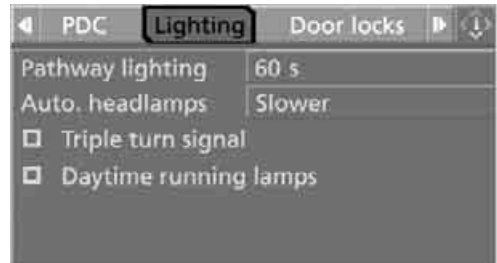 PDC Lighting Door locks
Pathway lighting 60 s
Auto. headlamps Slower
Triple turn signal
Daytime running lamps